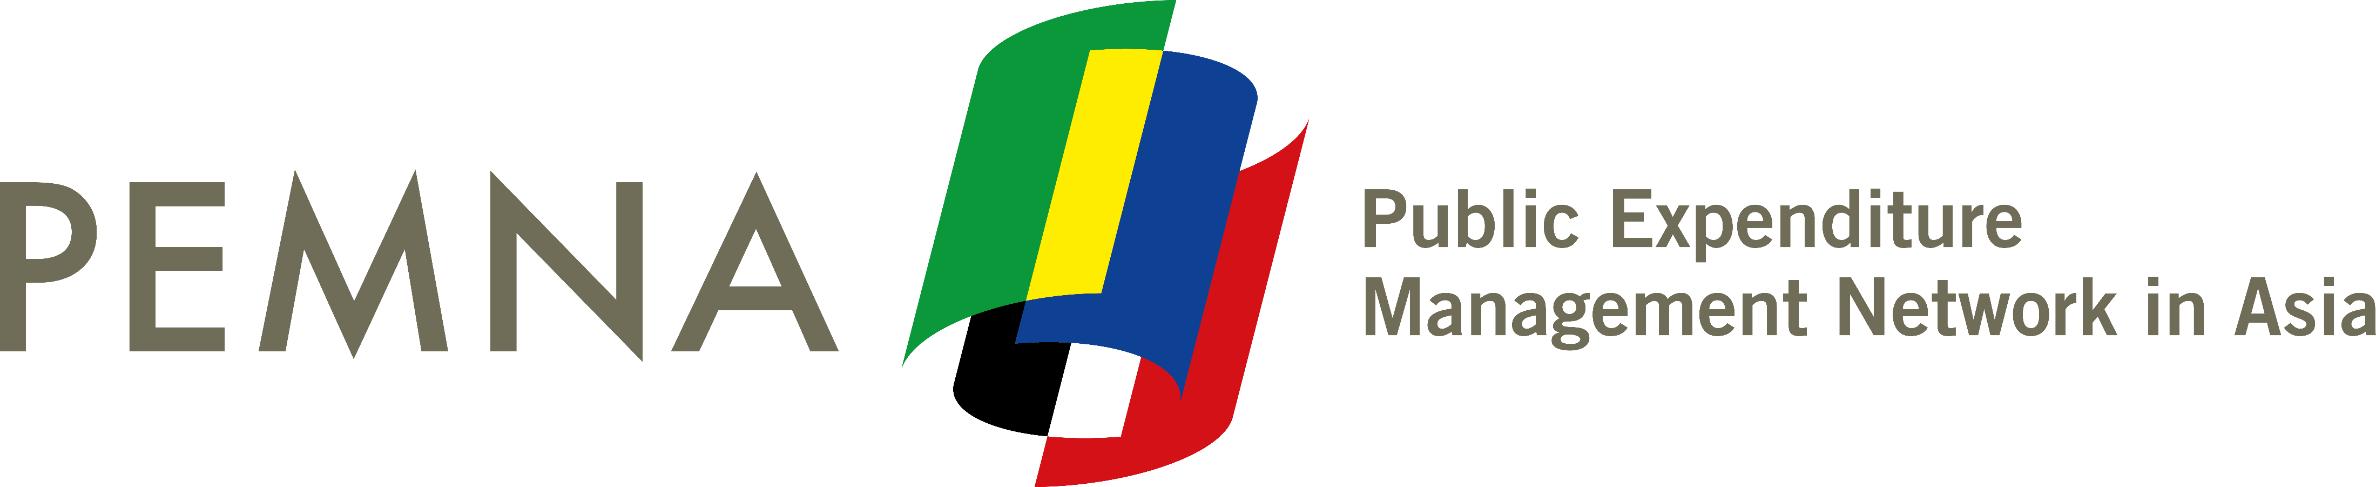 PEMNA
Public Expenditure
Management Network in Asia